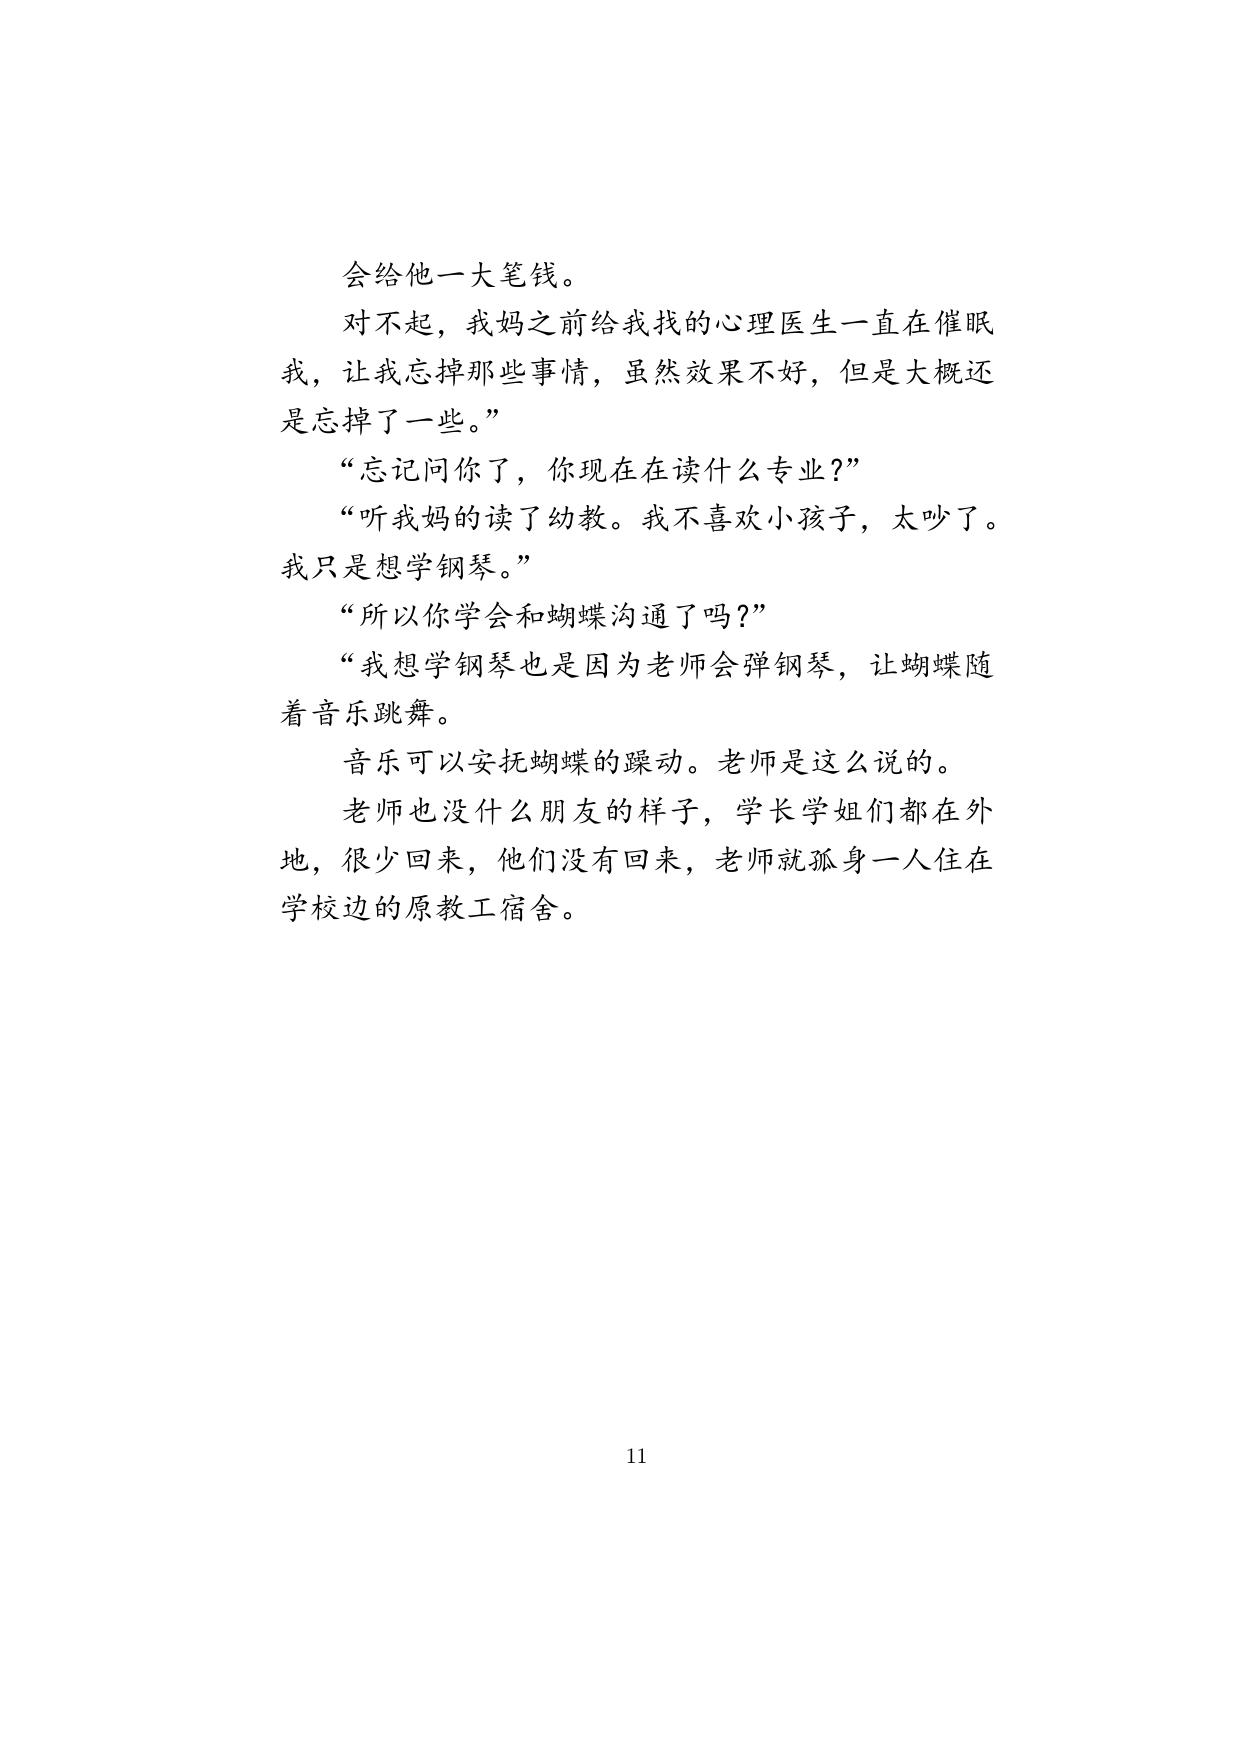 会给他一大笔钱。
对不起，我妈之前给我找的心理医生一直在催眠
我，让我忘掉那些事情，虽然效果不好，但是大概还
是忘掉了一些。”
“忘记问你了，你现在在读什么专业？”
“听我妈的读了幼教。我不喜欢小孩子，太吵了。
我只是想学钢琴。”
“所以你学会和蝴蝶沟通了吗？”
“我想学钢琴也是因为老师会弹钢琴，让蝴蝶随
着音乐跳舞。
音乐可以安抚蝴蝶的躁动。老师是这么说的。
老师也没什么朋友的样子，学长学姐们都在外
地，很少回来，他们没有回来，老师就孤身一人住在
学校边的原教工宿舍。
11